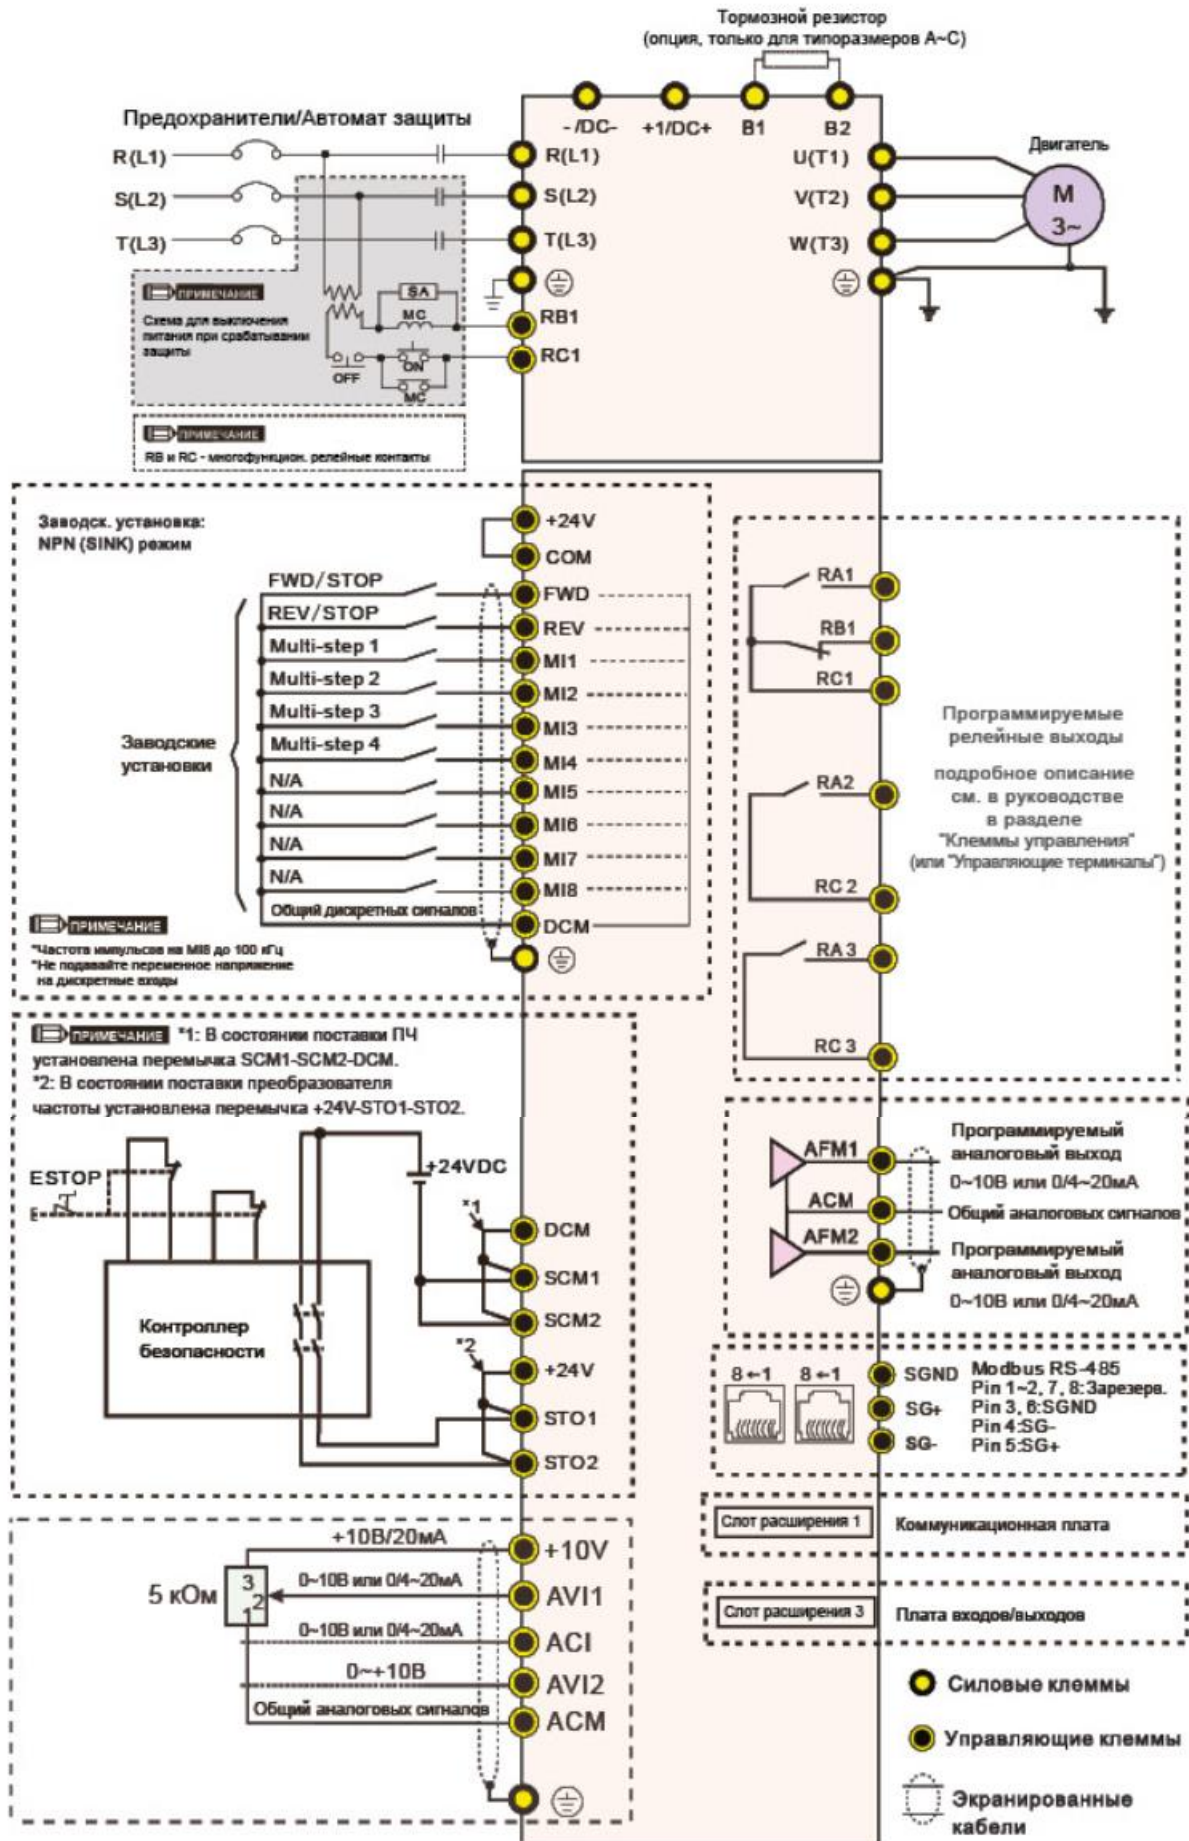 Тормозной резистор
(опция, только для типоразмеров А~С)
Предохранители/Автомат защиты
- /DC-
+1/DC+
B1
B2
R(L1)
R(L1)
U(T1)
Двигатель
S(L2)
S(L2)
V(T2)
M
3~
T(L3)
T(L3)
W(T3)
ПРИМЕЧАНИЕ
Схема для выключения
питания при срабатывании
защиты
SA
MC
RB1
OFF
ON
MC
RC1
ПРИМЕЧАНИЕ
RB и RC - многофункцион. релейные контакты
Заводск. установка:
NPN (SINK) режим
+24V
COM
FWD/STOP
FWD
REV/STOP
REV
Multi-step 1
MI1
Multi-step 2
MI2
Multi-step 3
MI3
Multi-step 4
MI4
Заводские
установки
N/A
MI5
N/A
MI6
N/A
MI7
N/A
MI8
Общий дискретных сигналов
DCM
ПРИМЕЧАНИЕ
*Частота импульсов на MI8 до 100 кГц
*Не подавайте переменное напряжение
на дискретные входы
RA1
RB1
RC1
RA2
RC 2
RA 3
RC 3
Программируемые
релейные выходы
подробное описание
см. в руководстве
в разделе
"Клеммы управления"
(или "Управляющие терминалы")
ПРИМЕЧАНИЕ *1: В состоянии поставки ПЧ
установлена перемычка SCM1-SCM2-DCM.
*2: В состоянии поставки преобразователя
частоты установлена перемычка +24V-STO1-STO2.
ESTOP
+24VDC
*1
DCM
SCM1
SCM2
Контроллер
безопасности
*2
+24V
STO1
STO2
AFM1
Программируемый
аналоговый выход
0~10В или 0/4~20мА
ACM
Общий аналоговых сигналов
AFM2
Программируемый
аналоговый выход
0~10В или 0/4~20мА
8←1
8←1
SGND
SG+
SG-
Modbus RS-485
Pin 1~2, 7, 8:Зарезерв.
Pin 3, 6:SGND
Pin 4:SG-
Pin 5:SG+
Слот расширения 1
Коммуникационная плата
Слот расширения 3
Плата входов/выходов
+10В/20мА
+10V
5 кОм
3
2
1
0~10В или 0/4~20мА
AVI1
0~10В или 0/4~20мА
ACI
0~+10В
AVI2
Общий аналоговых сигналов
ACM
Силовые клеммы
Управляющие клеммы
Экранированные
кабели